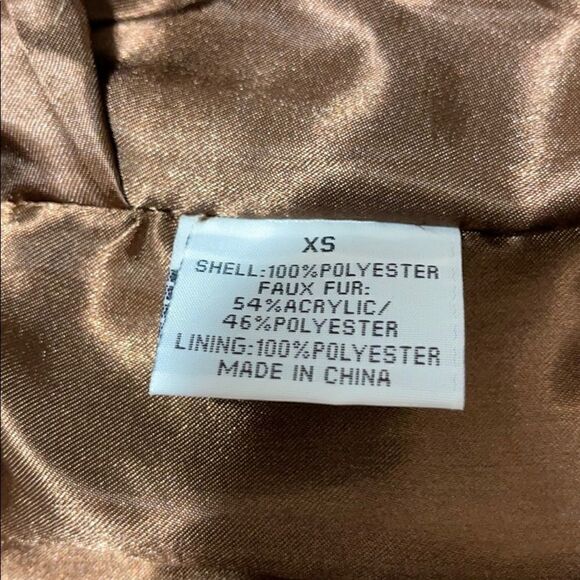 XS
SHELL:100%POLYESTER
FAUX FUR:
54%ACRYLIC/
46%POLYESTER
LINING:100%POLYESTER
MADE IN CHINA